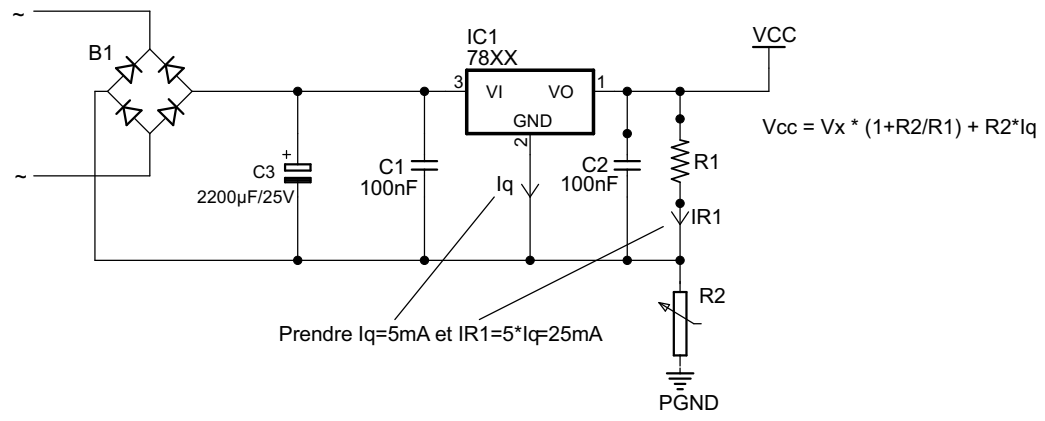 ~
B1
~
C3
+
2200µF/25V
C1
100nF
IC1
78XX
3
VI
VO
1
GND
2
Iq
C2
100nF
VCC
R1
IR1
Vcc = Vx * (1+R2/R1) + R2*Iq
R2
PGND
Prendre Iq=5mA et IR1=5*Iq=25mA